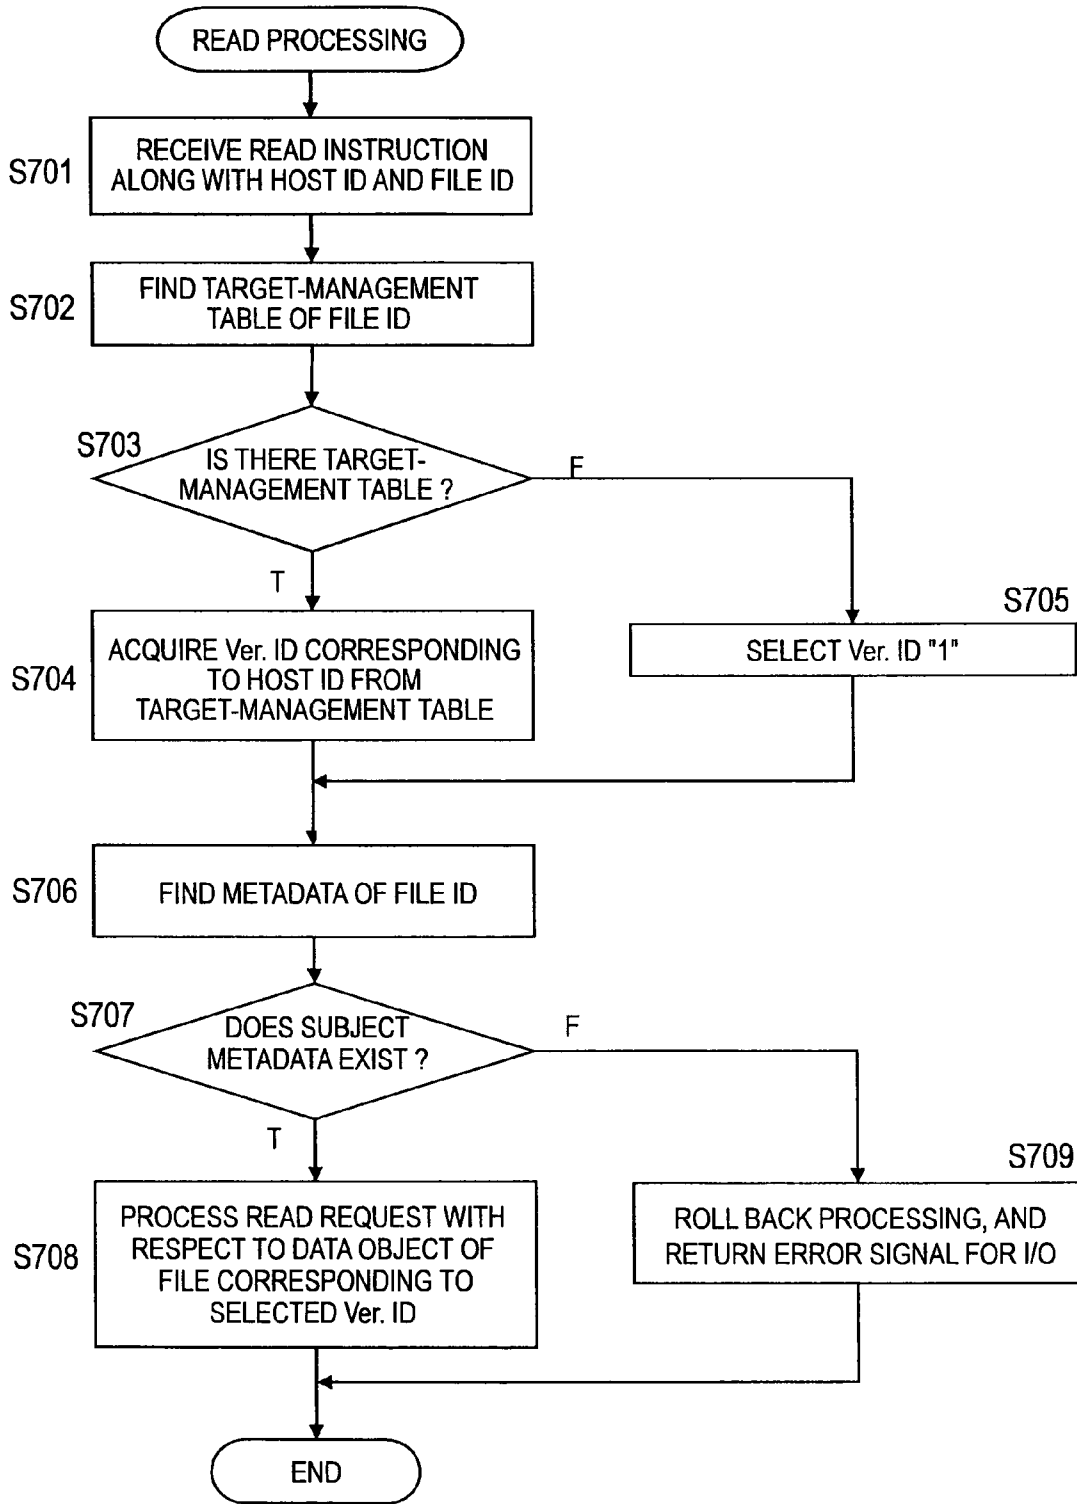 READ PROCESSING
S701
RECEIVE READ INSTRUCTION
ALONG WITH HOST ID AND FILE ID
S702
FIND TARGET-MANAGEMENT
TABLE OF FILE ID
S703
IS THERE TARGET-
MANAGEMENT TABLE ?
F
T
S704
ACQUIRE Ver. ID CORRESPONDING
TO HOST ID FROM
TARGET-MANAGEMENT TABLE
S705
SELECT Ver. ID "1"
S706
FIND METADATA OF FILE ID
S707
DOES SUBJECT
METADATA EXIST ?
F
T
S708
PROCESS READ REQUEST WITH
RESPECT TO DATA OBJECT OF
FILE CORRESPONDING TO
SELECTED Ver. ID
S709
ROLL BACK PROCESSING, AND
RETURN ERROR SIGNAL FOR I/O
END